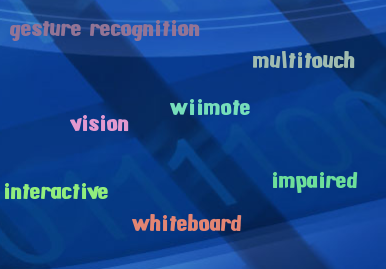 gesture recognition
multitouch
wiimote
vision
impaired
interactive
whiteboard